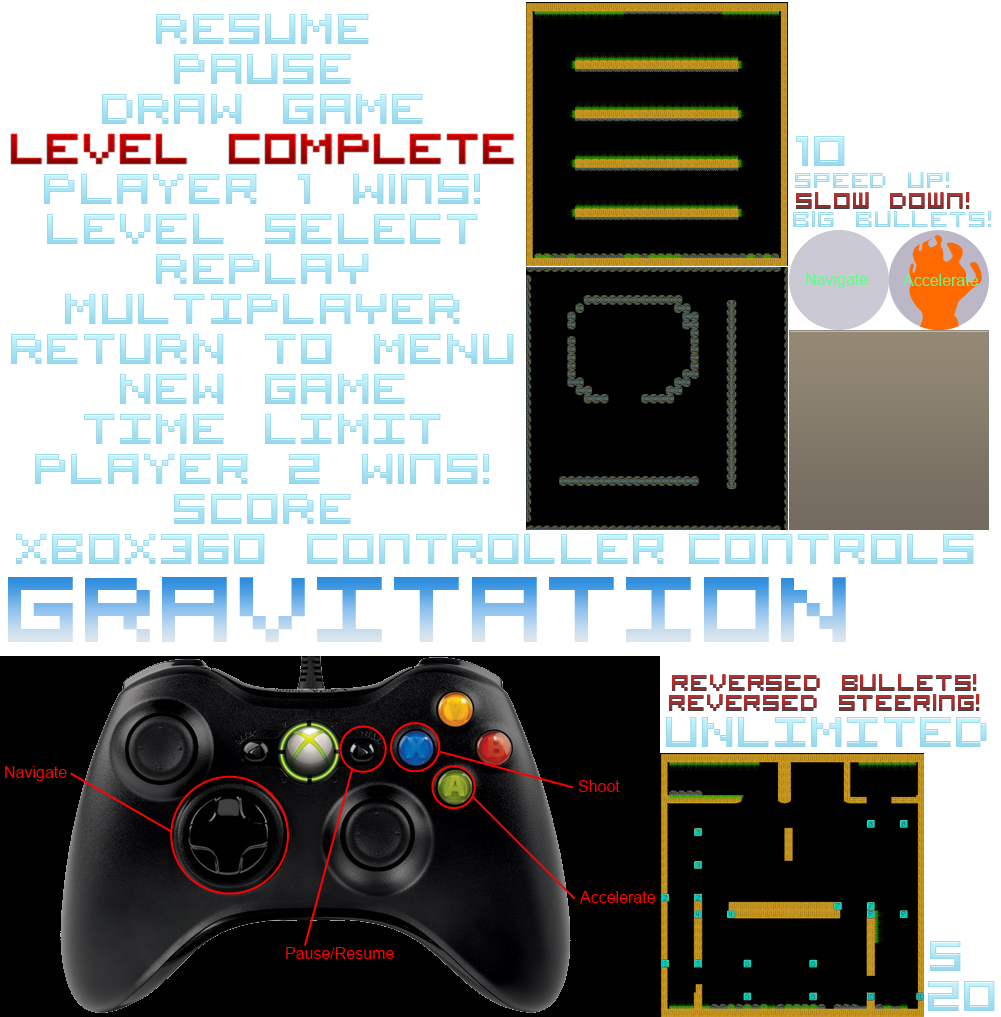 RESUME
PAUSE
DRAW GAME
LEVEL COMPLETE
PLAYER 1 WINS!
LEVEL SELECT
REPLAY
MULTIPLAYER
RETURN TO MENU
NEW GAME
TIME LIMIT
PLAYER 2 WINS!
SCORE
XBOX360 CONTROLLER CONTROLS
GRAVITATION
10
SPEED UP!
SLOW DOWN!
BIG BULLETS!
Navigate
Accelerate
Y
X
B
A
Navigate
Shoot
Accelerate
Pause/Resume
REVERSED BULLETS!
REVERSED STEERING!
UNLIMITED
5
20